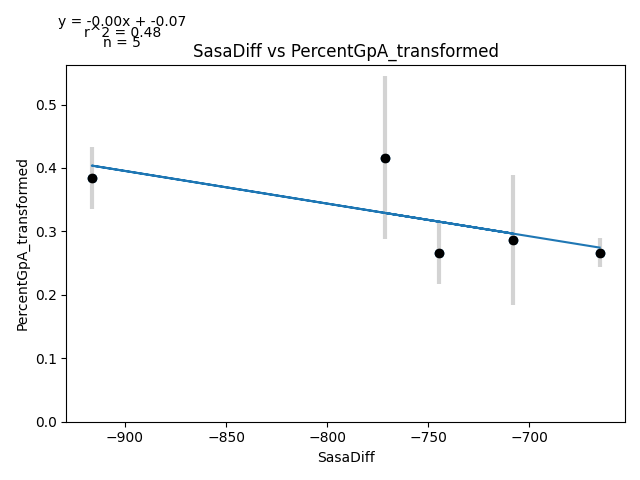 y = -0.00x + -0.07
r^2 = 0.48
n = 5
SasaDiff vs PercentGpA_transformed
0.5
0.4
0.3
0.2
0.1
0.0
PercentGpA_transformed
−900
−850
−800
−750
−700
SasaDiff